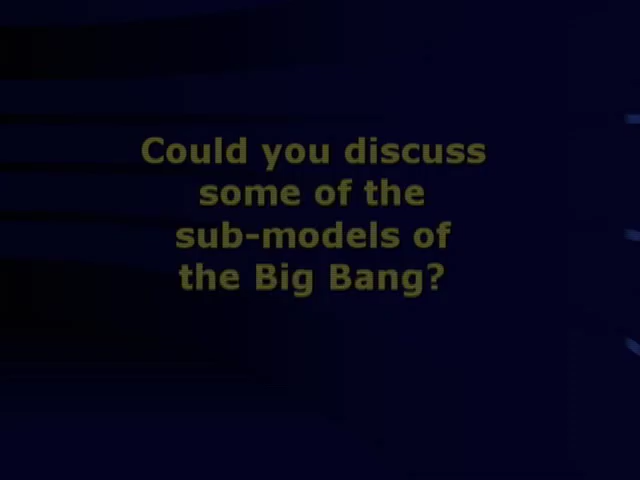 Could you discuss
some of the
sub-models of
the Big Bang?